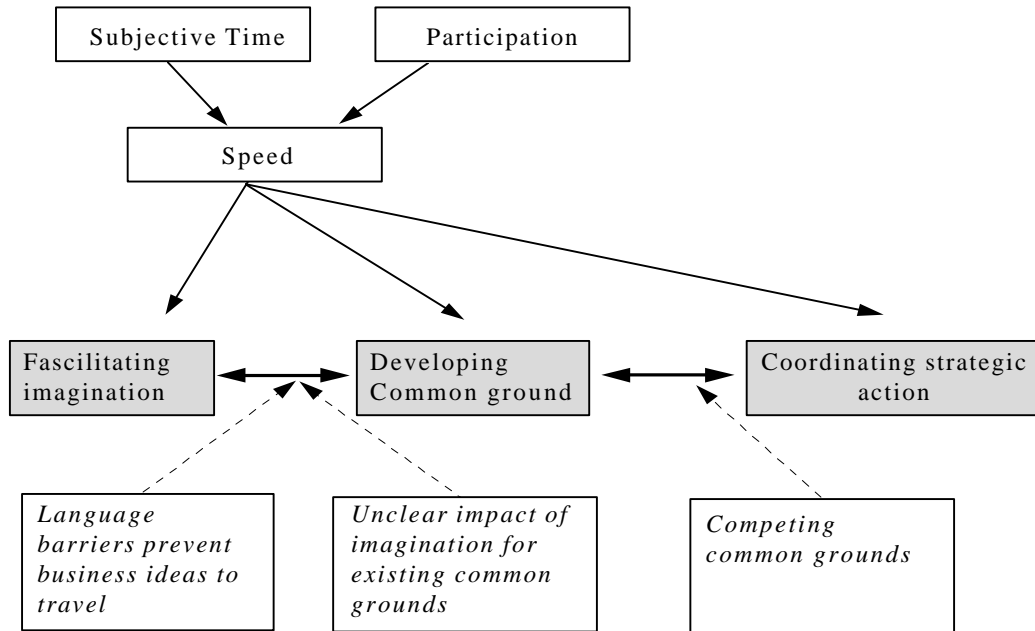 Subjective Time
Participation
Speed
Fascilitating
imagination
Developing
Common ground
Coordinating strategic
action
Language
barriers prevent
business ideas to
travel
Unclear impact of
imagination for
existing common
grounds
Competing
common grounds